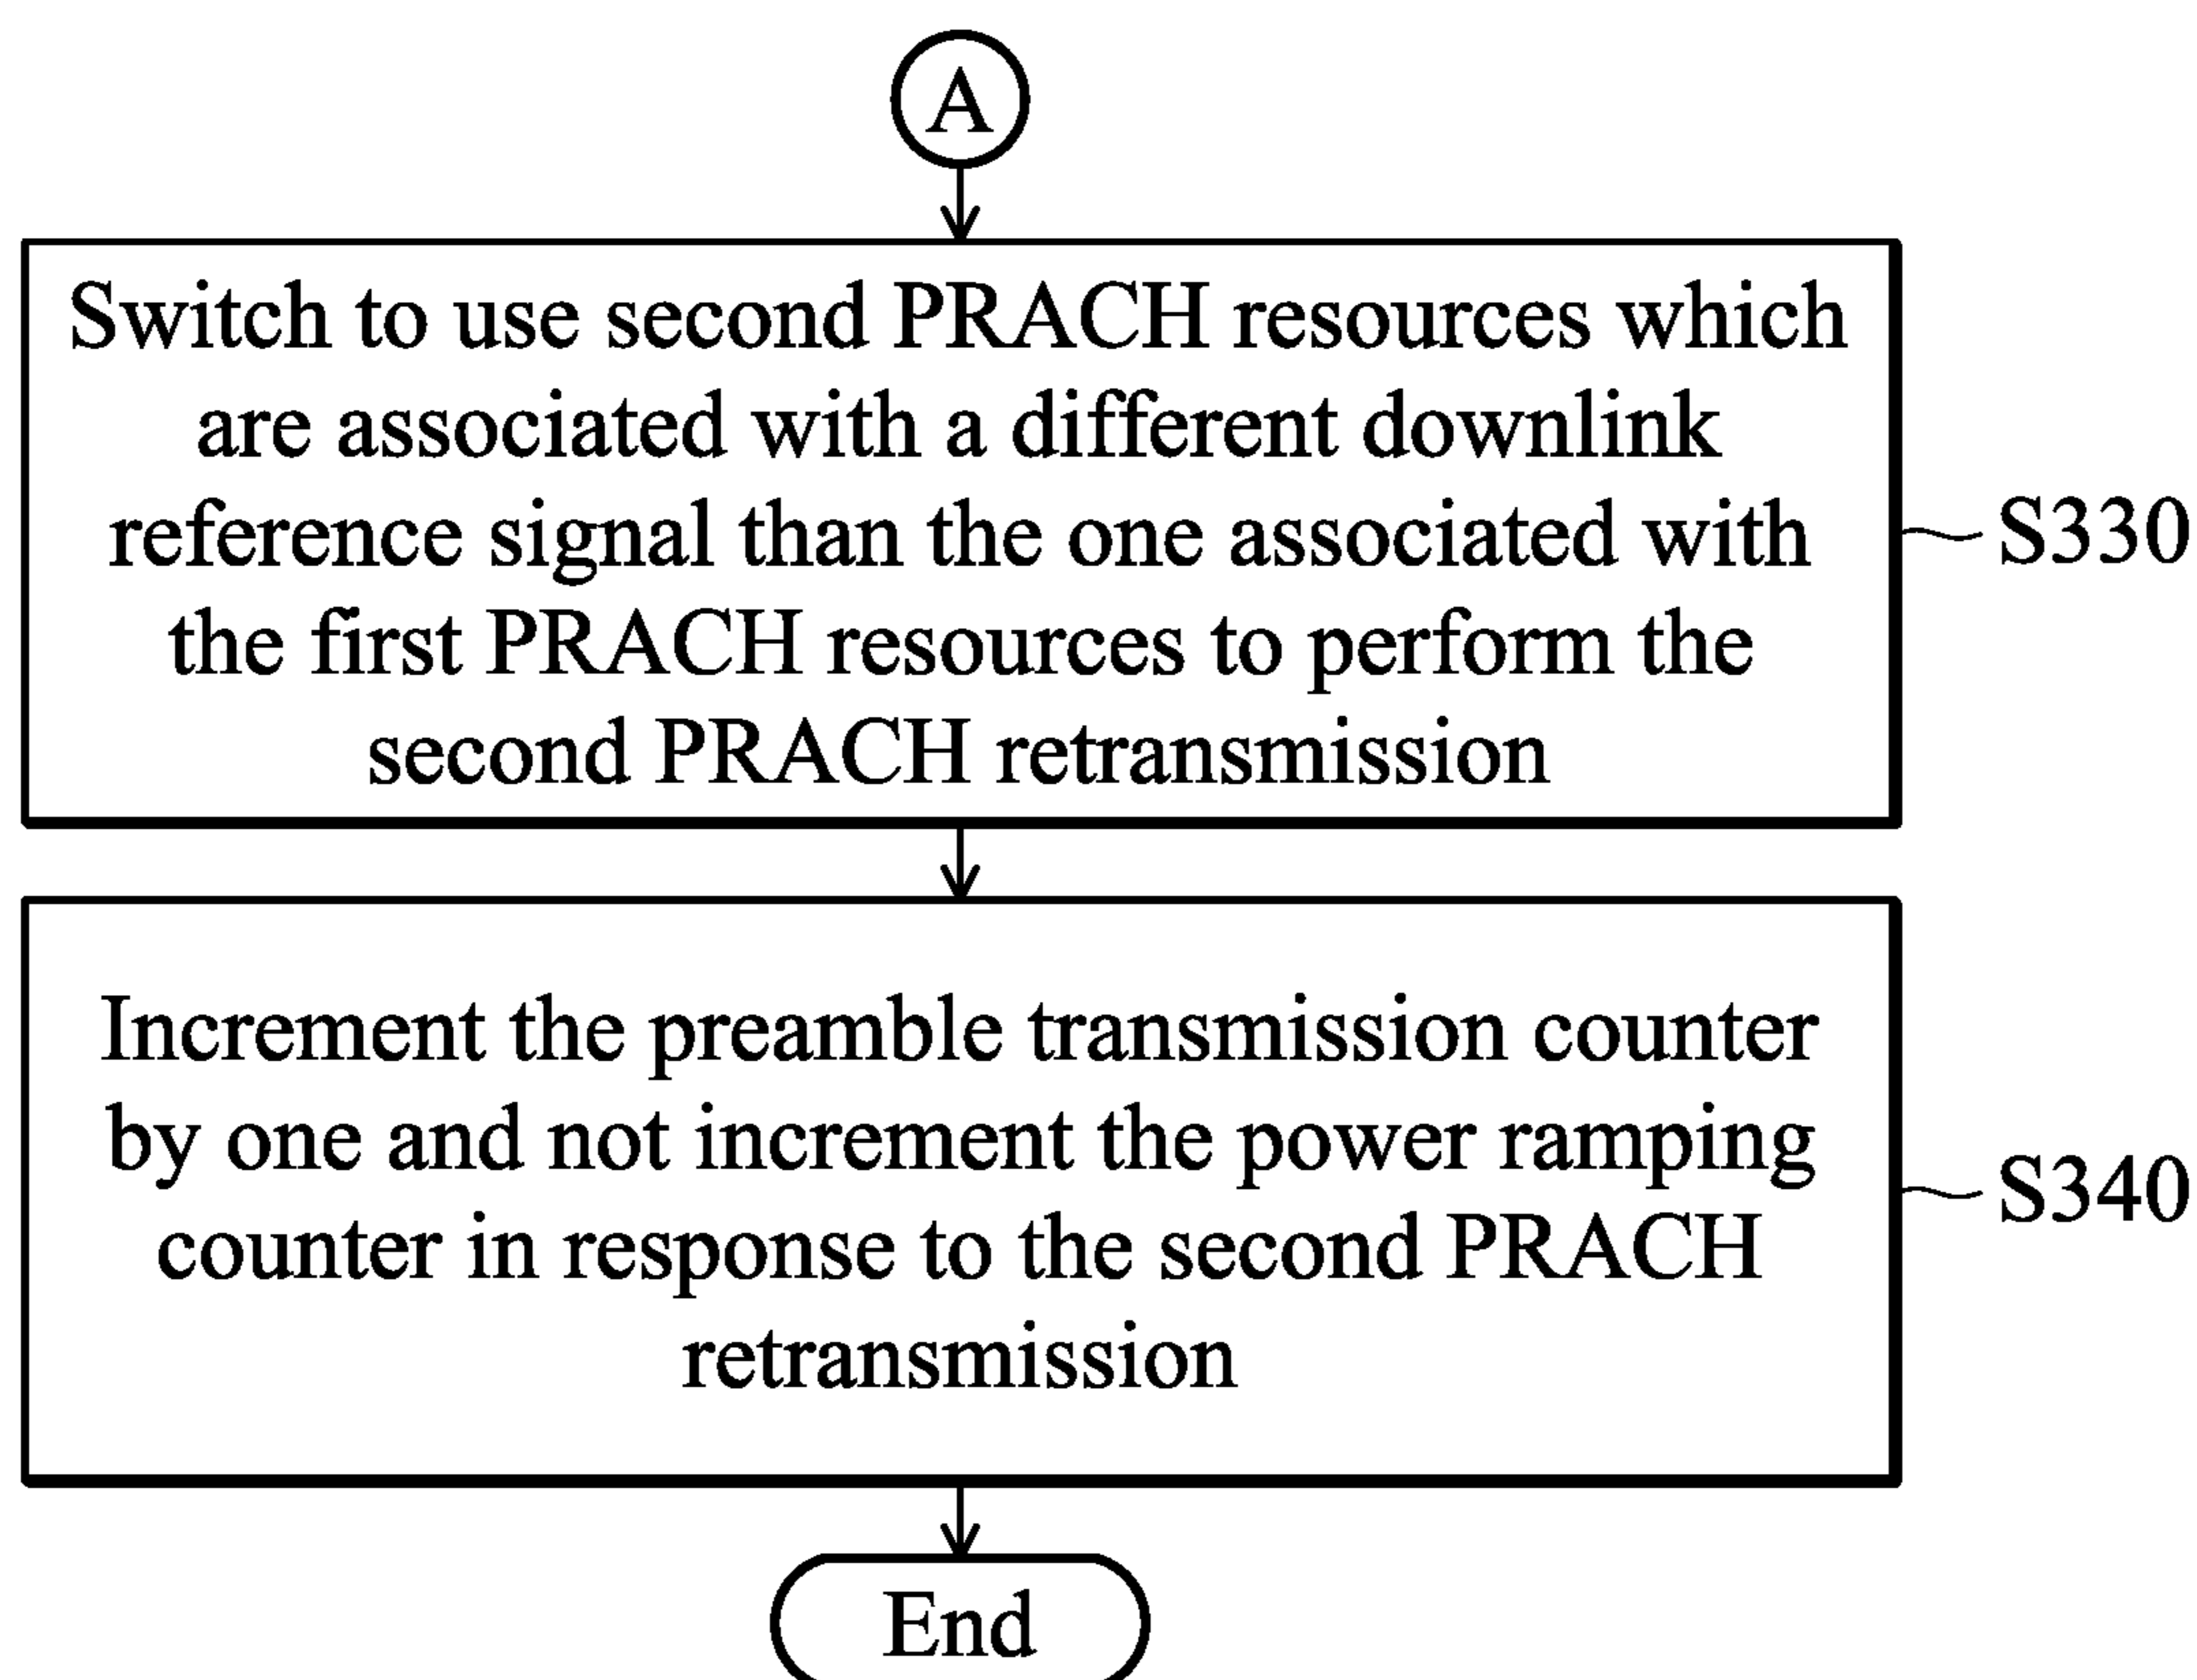 A
Switch to use second PRACH resources which
are associated with a different downlink
reference signal than the one associated with
the first PRACH resources to perform the
second PRACH retransmission
S330
Increment the preamble transmission counter
by one and not increment the power ramping
counter in response to the second PRACH
retransmission
S340
End